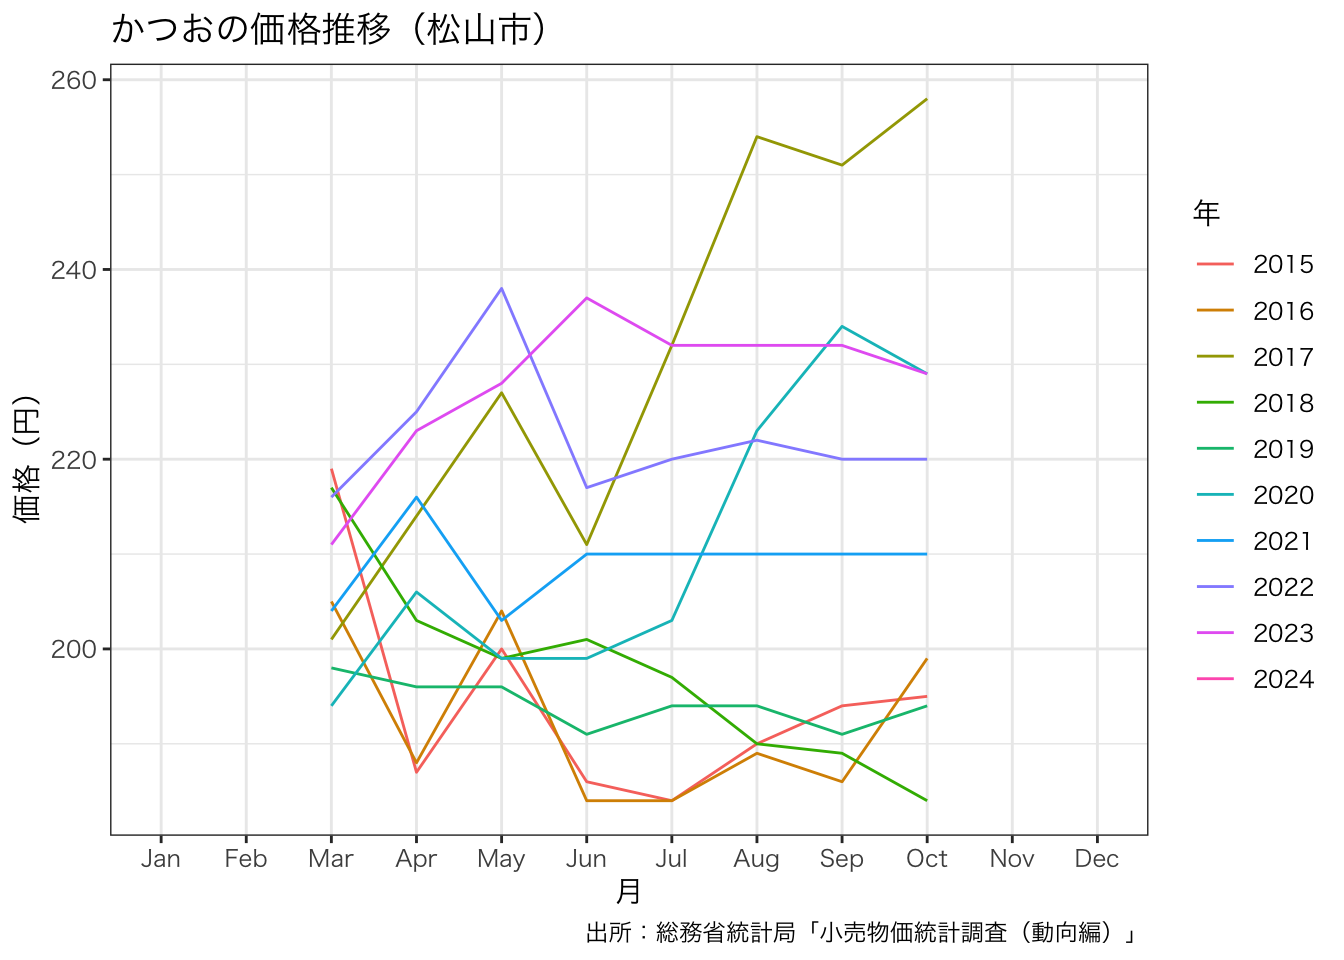 かつおの価格推移（松山市）
260
240
220
200
価格（円）
Jan Feb Mar Apr May Jun Jul Aug Sep Oct Nov Dec
月
年
2015
2016
2017
2018
2019
2020
2021
2022
2023
2024
出所：総務省統計局「小売物価統計調査（動向編）」